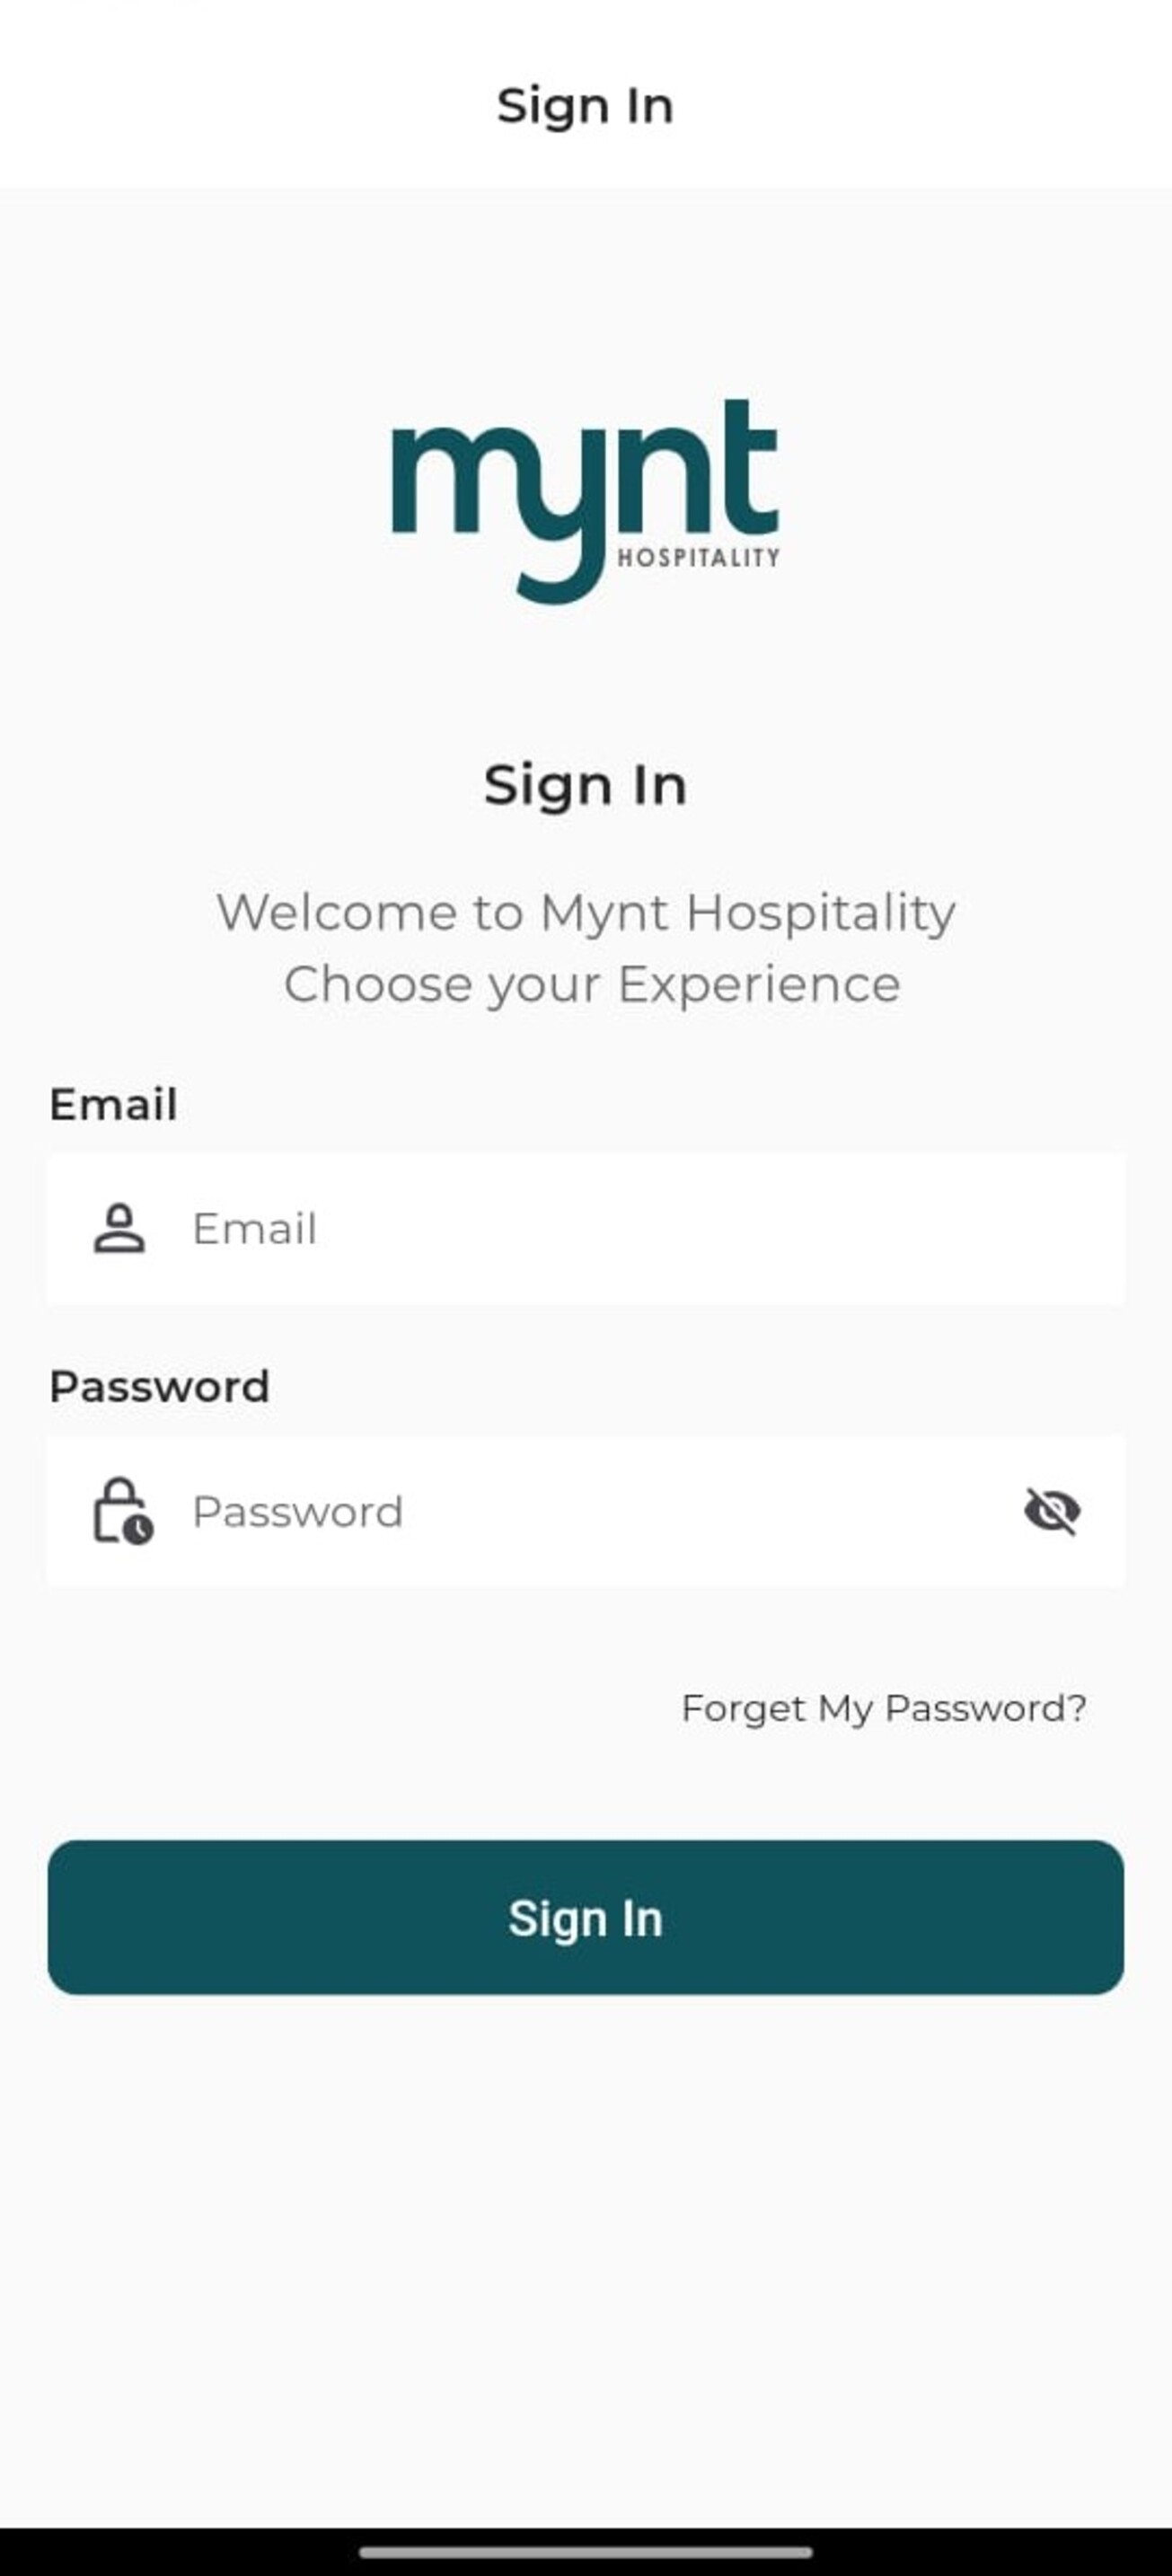 Sign In
mynt
HOSPITALITY
Sign In
Welcome to Mynt Hospitality
Choose your Experience
Email
Email
Password
Password
Forget My Password?
Sign In